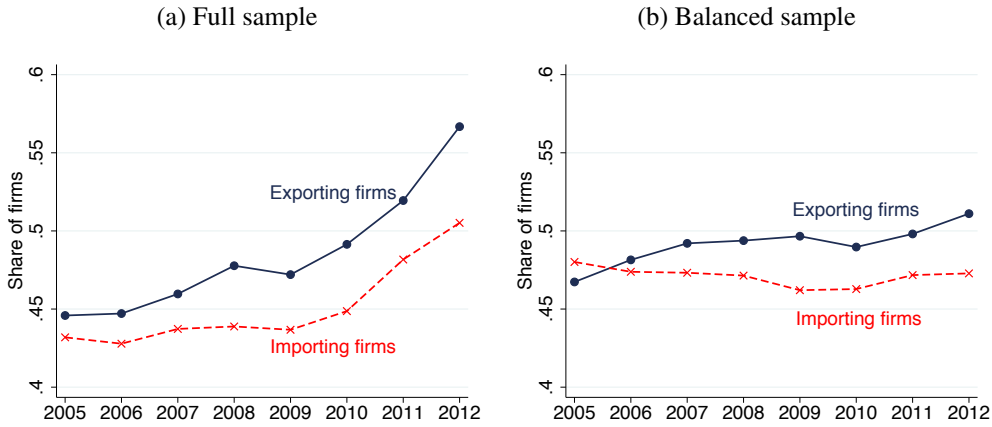 (a) Full sample
Share of firms
.6
.55
.5
.45
.4
Exporting firms
Importing firms
2005 2006 2007 2008 2009 2010 2011 2012
(b) Balanced sample
Share of firms
.6
.55
.5
.45
.4
Exporting firms
Importing firms
2005 2006 2007 2008 2009 2010 2011 2012